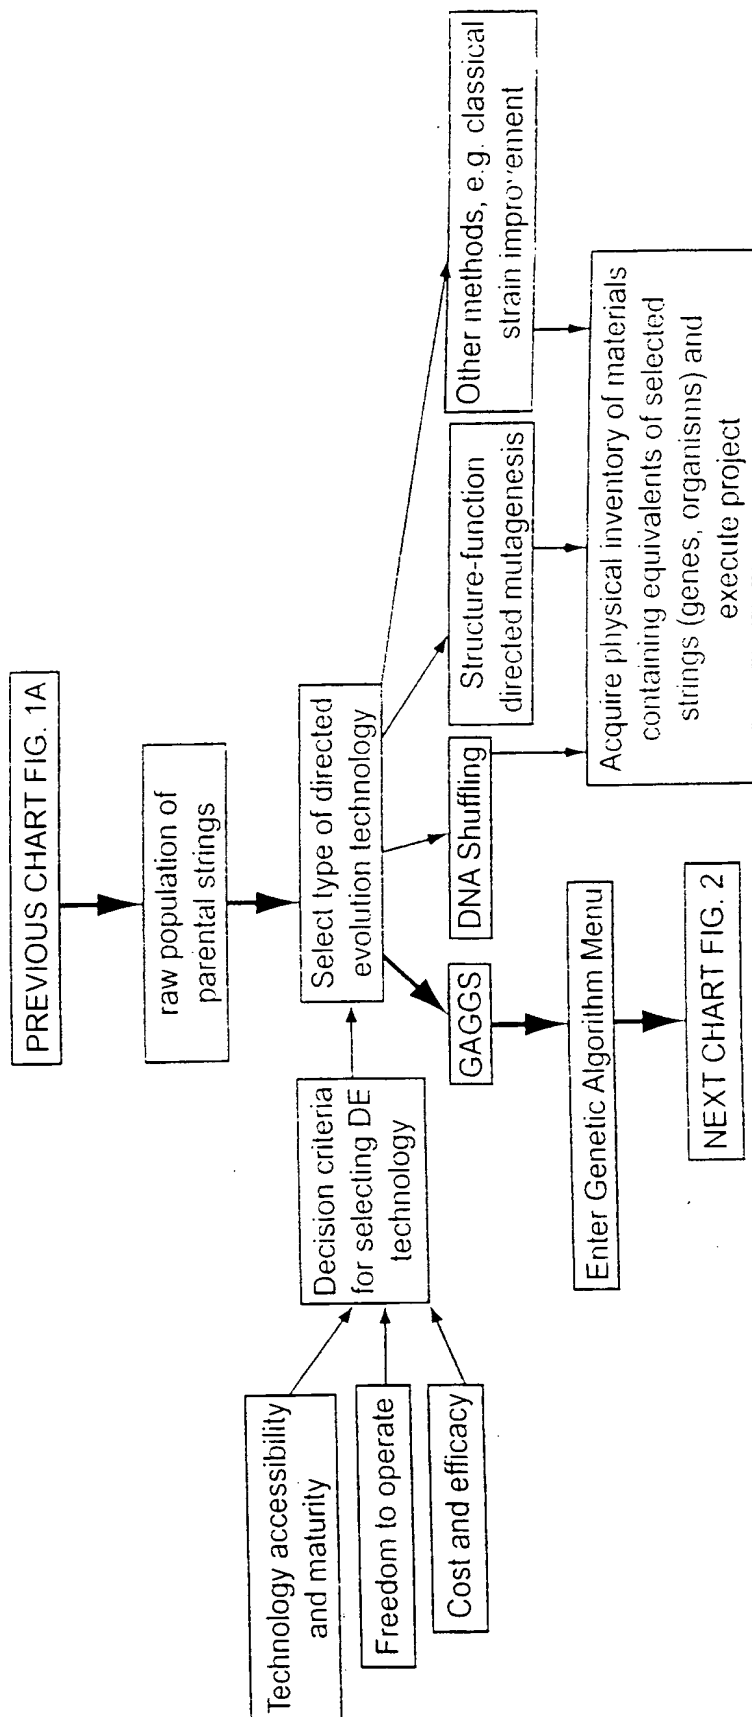 PREVIOUS CHART FIG. 1A
raw population of
parental strings
Technology accessibility
and maturity
Freedom to operate
Cost and efficacy
Decision criteria
for selecting DE
technology
Select type of directed
evolution technology
GAGGS
DNA Shuffling
Structure-function
directed mutagenesis
Other methods, e.g. classical
strain improvement
Enter Genetic Algorithm Menu
Acquire physical inventory of materials
containing equivalents of selected
strings (genes, organisms) and
execute project
NEXT CHART FIG. 2